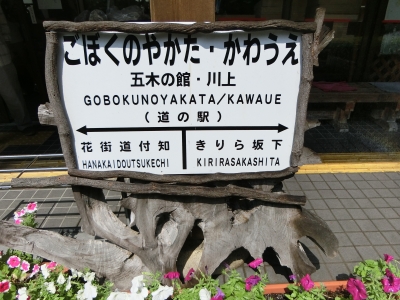 ごぼくのやかた・かわうえ
五木の館・川上
GOBOKUNOYAKATA/KAWAUE
(道の駅)
花街道付知 きりら坂下
HANAKAIDOUTSUKECHI KIRIRASAKASHITA